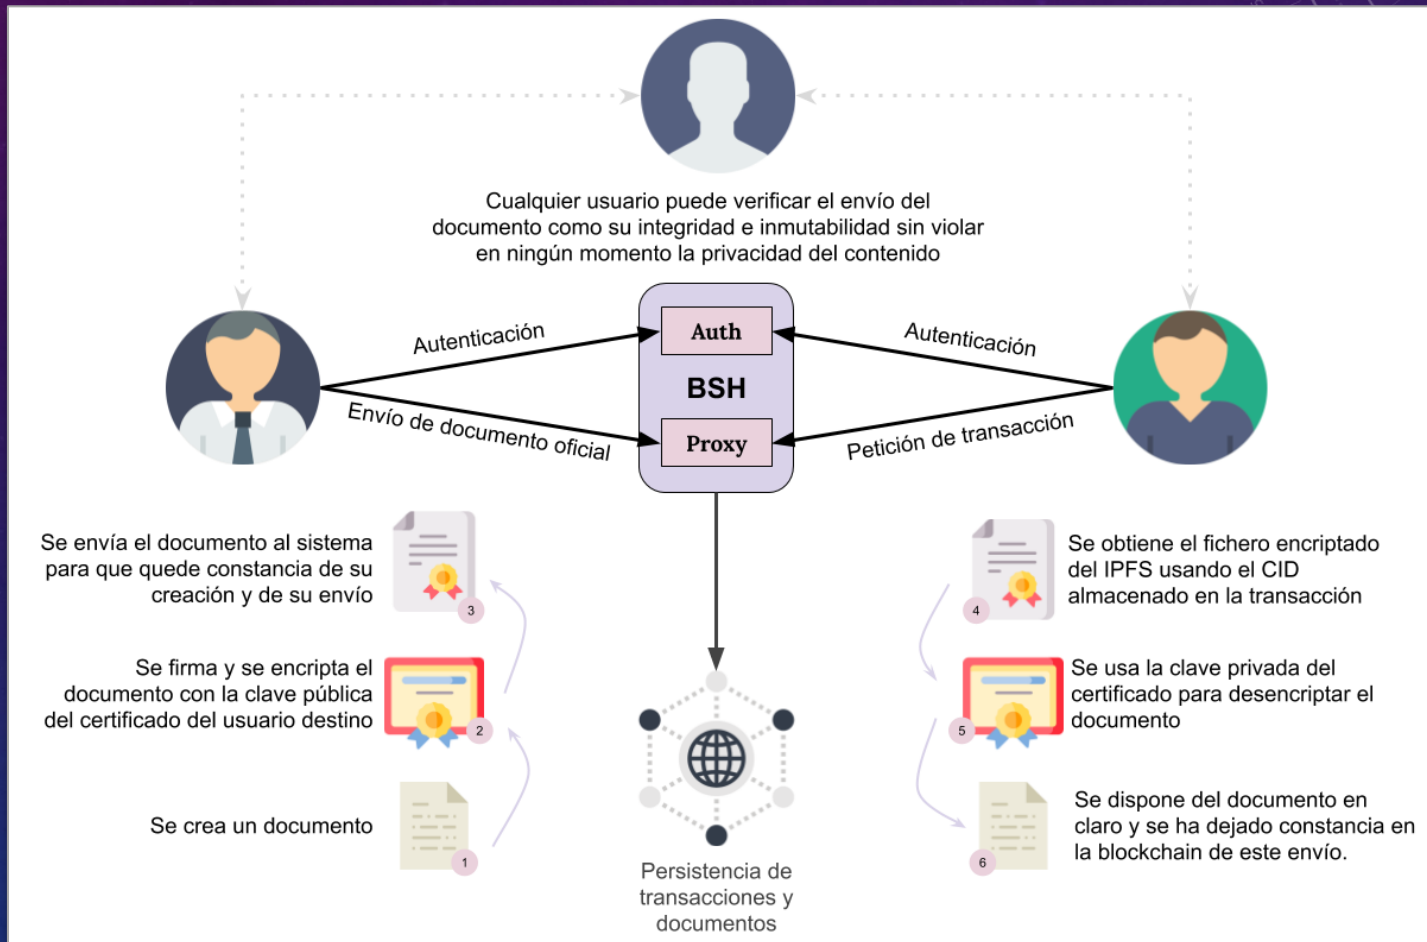 Cualquier usuario puede verificar el envío del
documento como su integridad e inmutabilidad sin violar
en ningún momento la privacidad del contenido
Autenticación
Envío de documento oficial
Auth
BSH
Proxy
Autenticación
Petición de transacción
Se envía el documento al sistema
para que quede constancia de su
creación y de su envío
3
Se firma y se encripta el
documento con la clave pública
del certificado del usuario destino
2
Se crea un documento
1
Persistencia de
transacciones y
documentos
Se obtiene el fichero encriptado
del IPFS usando el CID
almacenado en la transacción
4
Se usa la clave privada del
certificado para desencriptar el
documento
5
Se dispone del documento en
claro y se ha dejado constancia en
la blockchain de este envío.
6